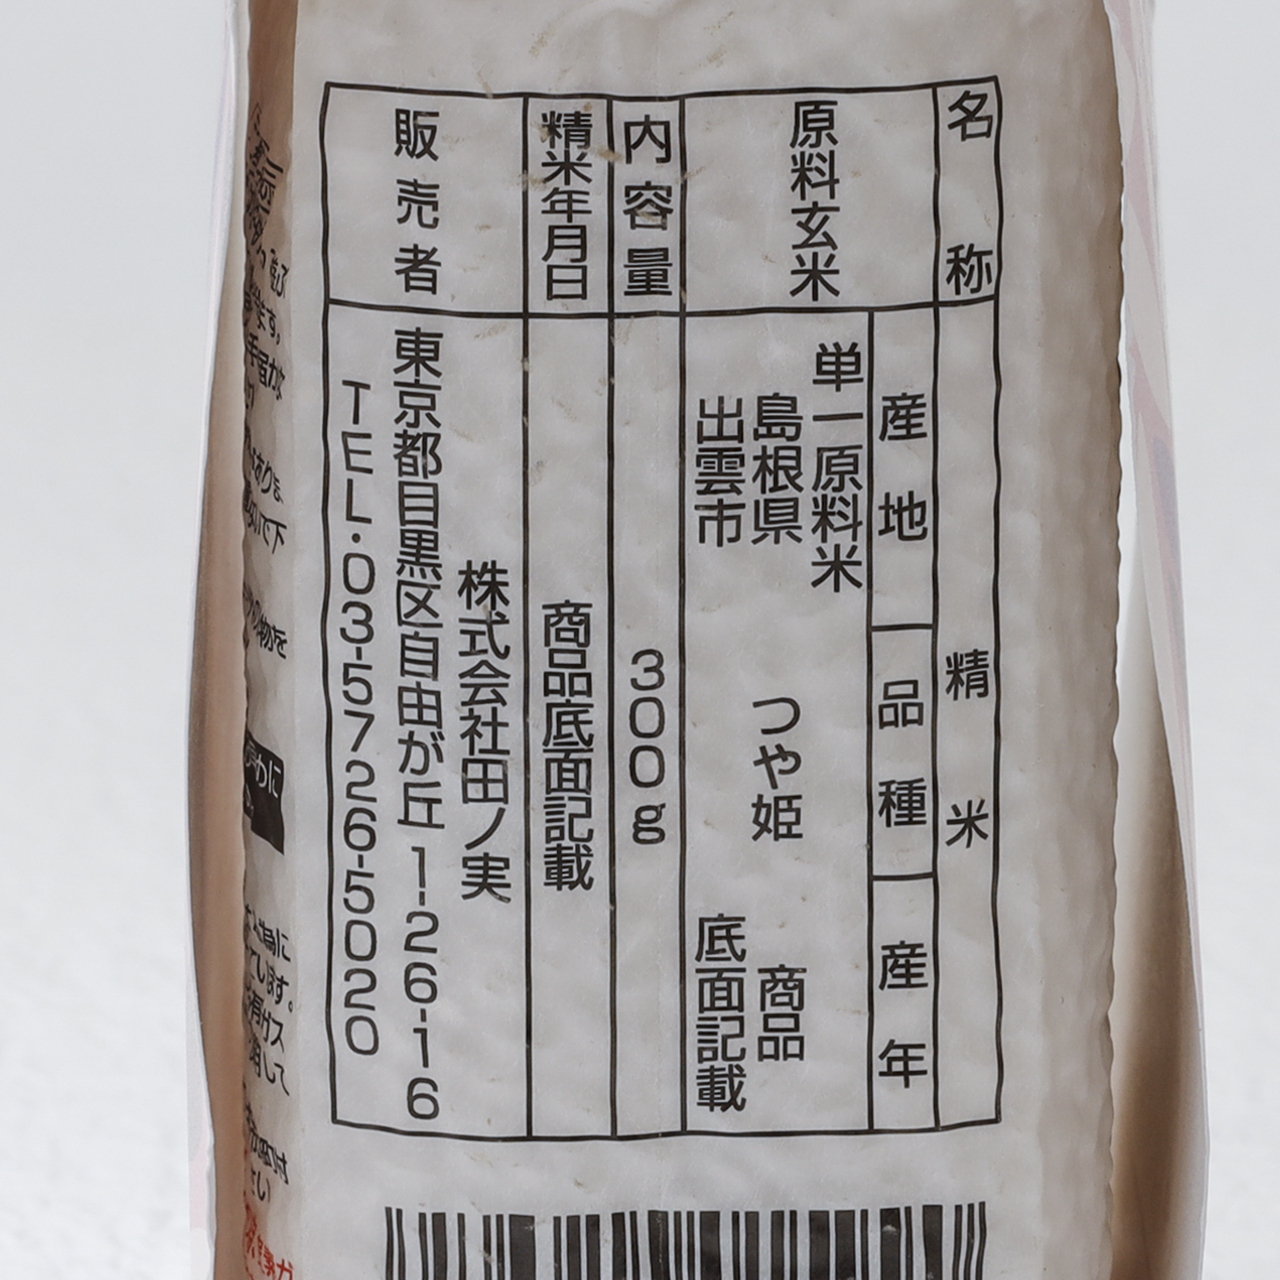 名称
精米
原料玄米
産地
品種
産年
単一原料米
島根県
出雲市
つや姫
商品
底面記載
内容量
300g
精米年月日
商品底面記載
販売者
株式会社田ノ実
東京都目黒区自由が丘1-26-16
TEL・03-5726-5020